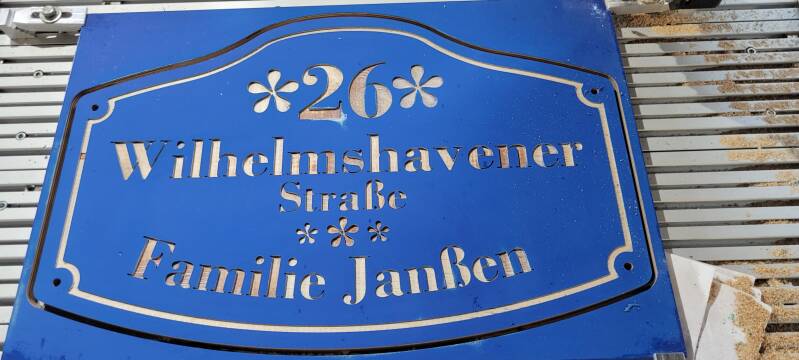 *26*
Wilhelmshavener
Straße
***
Familie Janßen